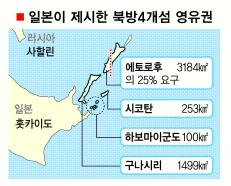 ■ 일본이 제시한 북방4개섬 영유권
러시아
사할린
에토로후 3184㎢
의 25% 요구
일본
홋카이도
시코탄 253㎢
하보마이군도 100㎢
구나시리 1499㎢